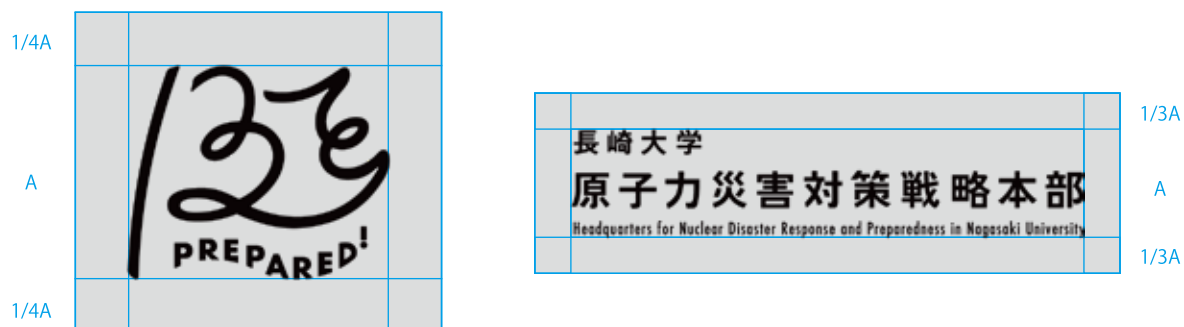 1/4A
A
1/4A
Be
PREPARED!
1/3A
A
1/3A
長崎大学
原子力災害対策戦略本部
Headquarters for Nuclear Disaster Response and Preparedness in Nagasaki University